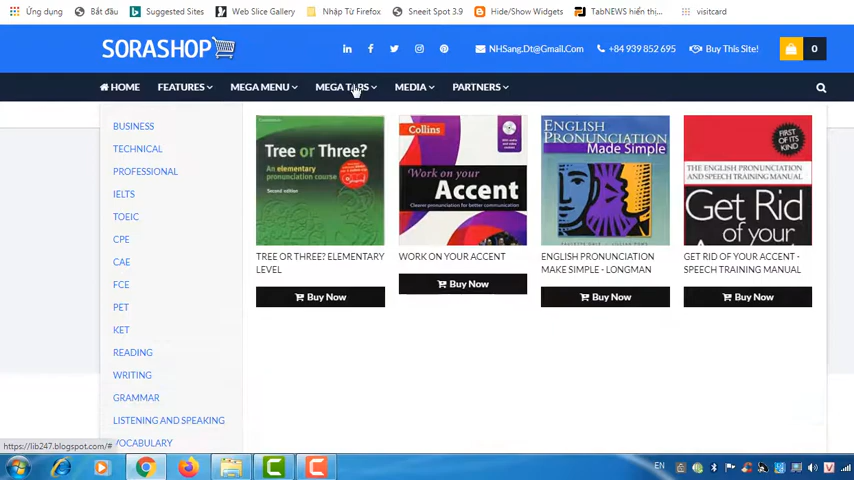 Ứng dụng Bắt đầu Suggested Sites Web Slice Gallery Nhập Từ Firefox Sneeit Spot 3.9 Hide/Show Widgets TabNEWS hiển thị... visitcard
SORASHOP NHSang.Dt@Gmail.Com +84 939 852 695 Buy This Site! 0
HOME FEATURES MEGA MENU MEGA TABS MEDIA PARTNERS
BUSINESS
TECHNICAL
PROFESSIONAL
IELTS
TOEIC
CPE
CAE
FCE
PET
KET
READING
WRITING
GRAMMAR
LISTENING AND SPEAKING
VOCABULARY
Tree or Three?
An elementary
pronunciation course
Second edition
TREE OR THREE? ELEMENTARY
LEVEL
Buy Now
Collins
Work on your
Accent
Clearer pronunciation for better communication
WORK ON YOUR ACCENT
Buy Now
ENGLISH
PRONUNCIATION
Made Simple
ENGLISH PRONUNCIATION
MAKE SIMPLE - LONGMAN
Buy Now
FIRST OF
ITS KIND
THE ENGLISH PRONUNCIATION
AND SPEECH TRAINING MANUAL
Get Rid
of your
GET RID OF YOUR ACCENT -
SPEECH TRAINING MANUAL
Buy Now
https://lib247.blogspot.com/#
EN